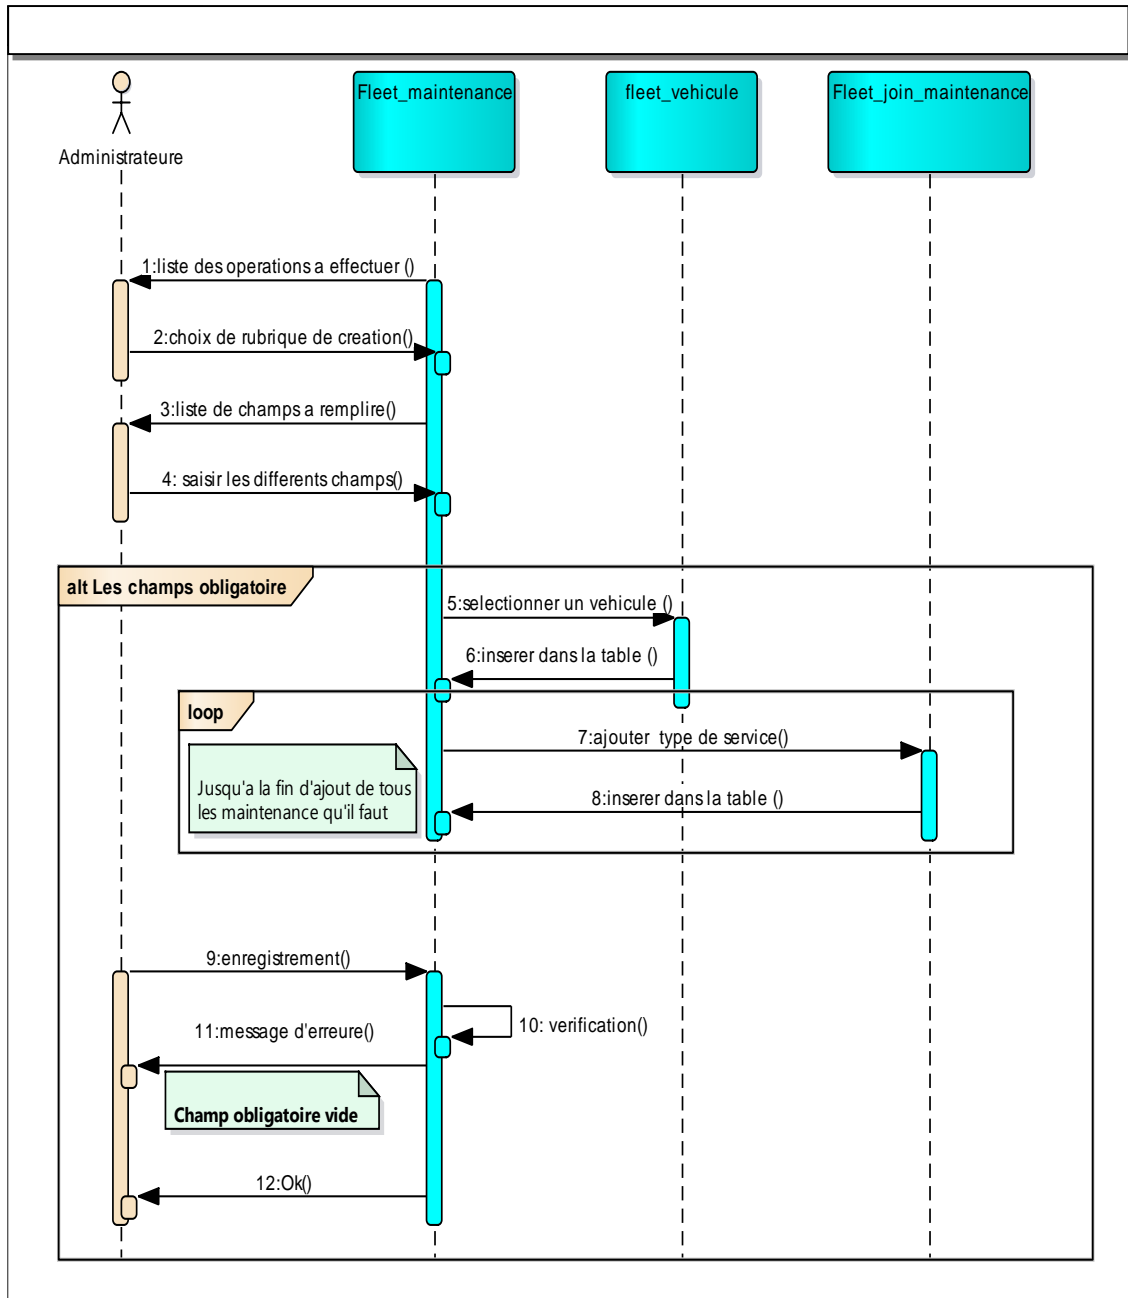 Fleet_maintenance
fleet_vehicule
Fleet_join_maintenance
Administrateure
1:liste des operations a effectuer ()
2:choix de rubrique de creation()
3:liste de champs a remplire()
4: saisir les differents champs()
alt Les champs obligatoire
5:selectionner un vehicule ()
6:inserer dans la table ()
loop
7:ajouter type de service()
Jusqu'a la fin d'ajout de tous
les maintenance qu'il faut
8:inserer dans la table ()
9:enregistrement()
10: verification()
11:message d'erreure()
Champ obligatoire vide
12:Ok()